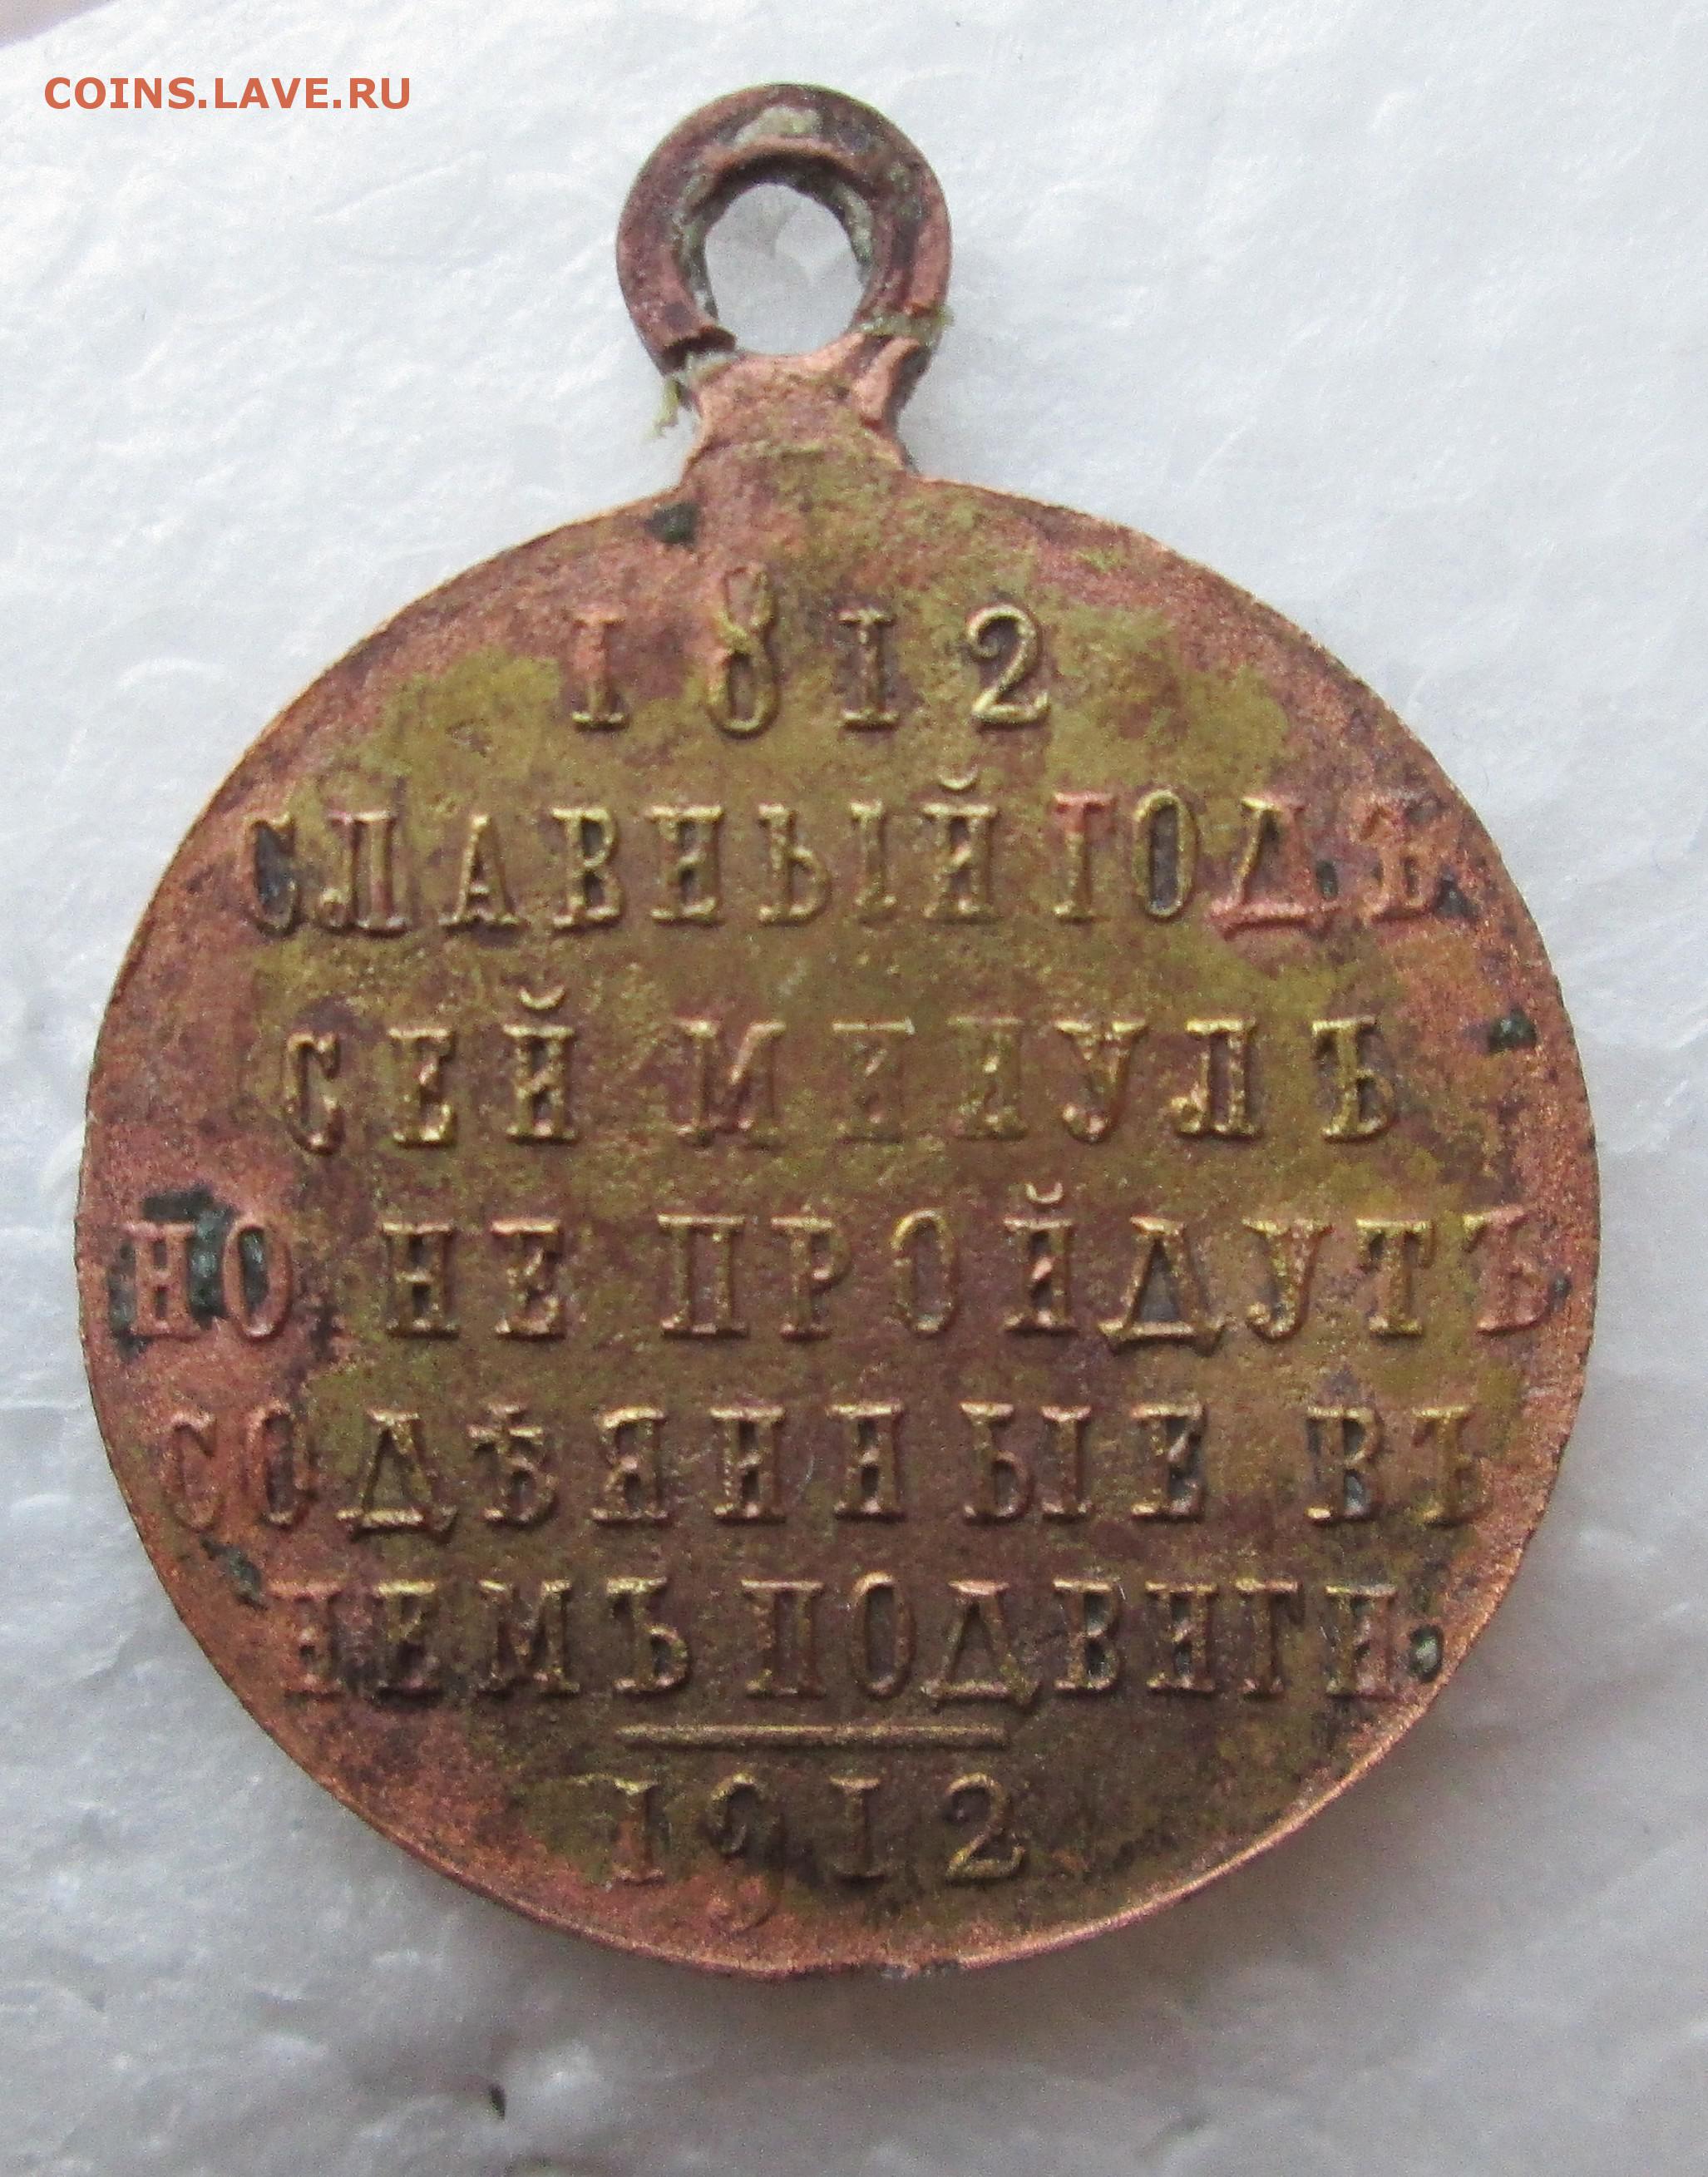 COINS.LAVE.RU
1812
СЛАВНЫЙ ГОДЪ
СЕЙ МИНУЛЪ
НО НЕ ПРОЙДУТЪ
СОДѢЯННЫЕ ВЪ
НЕМЪ ПОДВИГИ.
1912